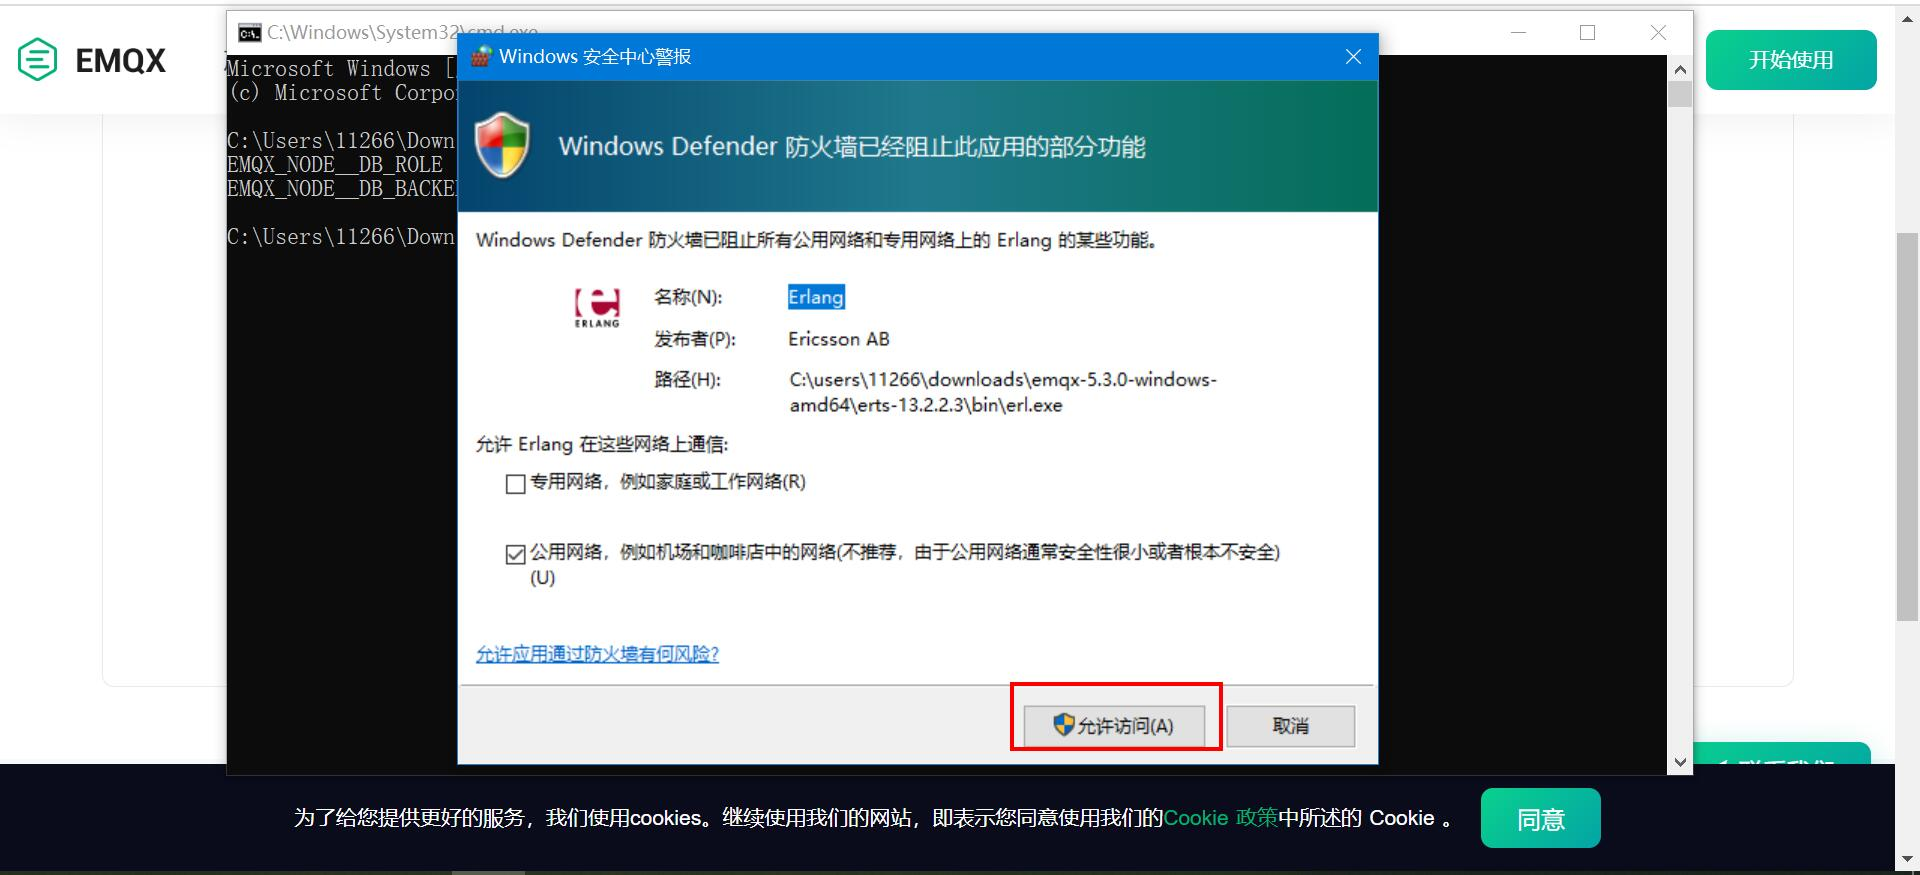 C:\Windows\System32\cmd.exe
EMQX
开始使用
Microsoft Windows [
(c) Microsoft Corpo
C:\Users\11266\Down
EMQX_NODE__DB_ROLE
EMQX_NODE__DB_BACKE
C:\Users\11266\Down
Windows 安全中心警报
Windows Defender 防火墙已经阻止此应用的部分功能
Windows Defender 防火墙已阻止所有公用网络和专用网络上的 Erlang 的某些功能。
ERLANG
名称(N): Erlang
发布者(P): Ericsson AB
路径(H): C:\users\11266\downloads\emqx-5.3.0-windows-
amd64\erts-13.2.2.3\bin\erl.exe
允许 Erlang 在这些网络上通信:
专用网络，例如家庭或工作网络(R)
公用网络，例如机场和咖啡店中的网络(不推荐，由于公用网络通常安全性很小或者根本不安全)
(U)
允许应用通过防火墙有何风险?
允许访问(A) 取消
为了给您提供更好的服务，我们使用cookies。继续使用我们的网站，即表示您同意使用我们的Cookie 政策中所述的 Cookie 。
同意